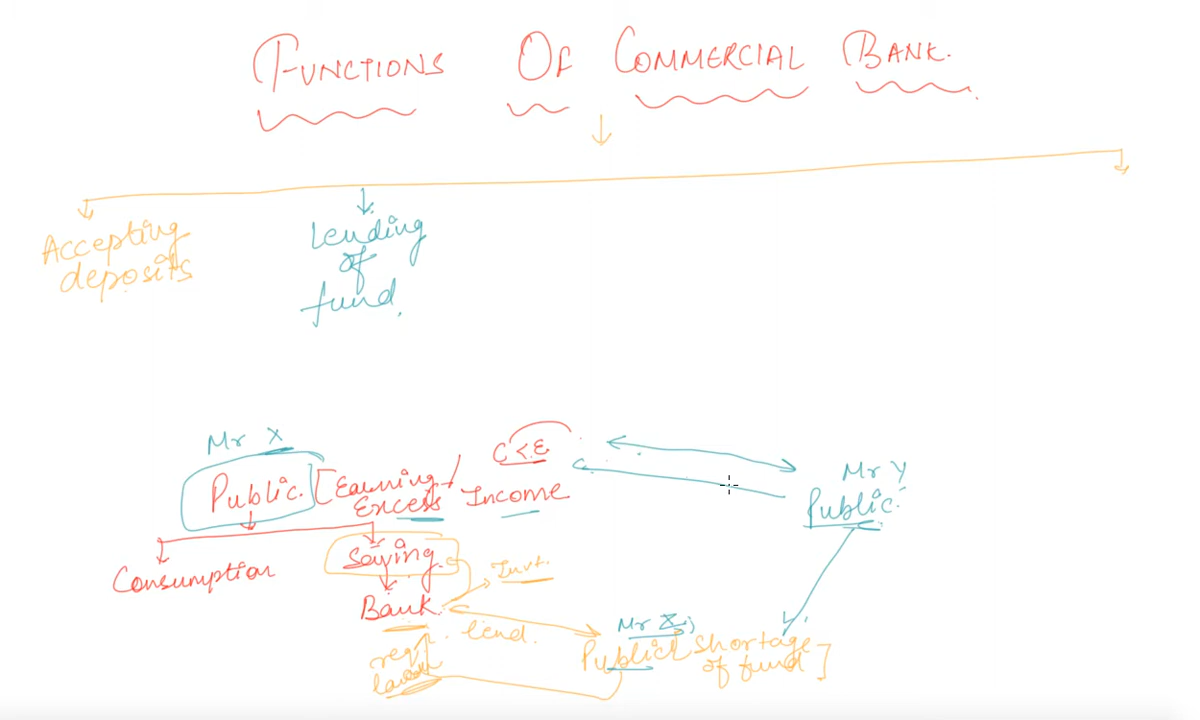 FUNCTIONS OF COMMERCIAL BANK.
Accepting
deposits
Lending
of
fund.
Mr X
C < E
Public. [Earning /
Excess Income
Mr Y
Public.
Consumption
Saving
Invt.
Bank
lend.
Mr Z
Public [Shortage
of fund]